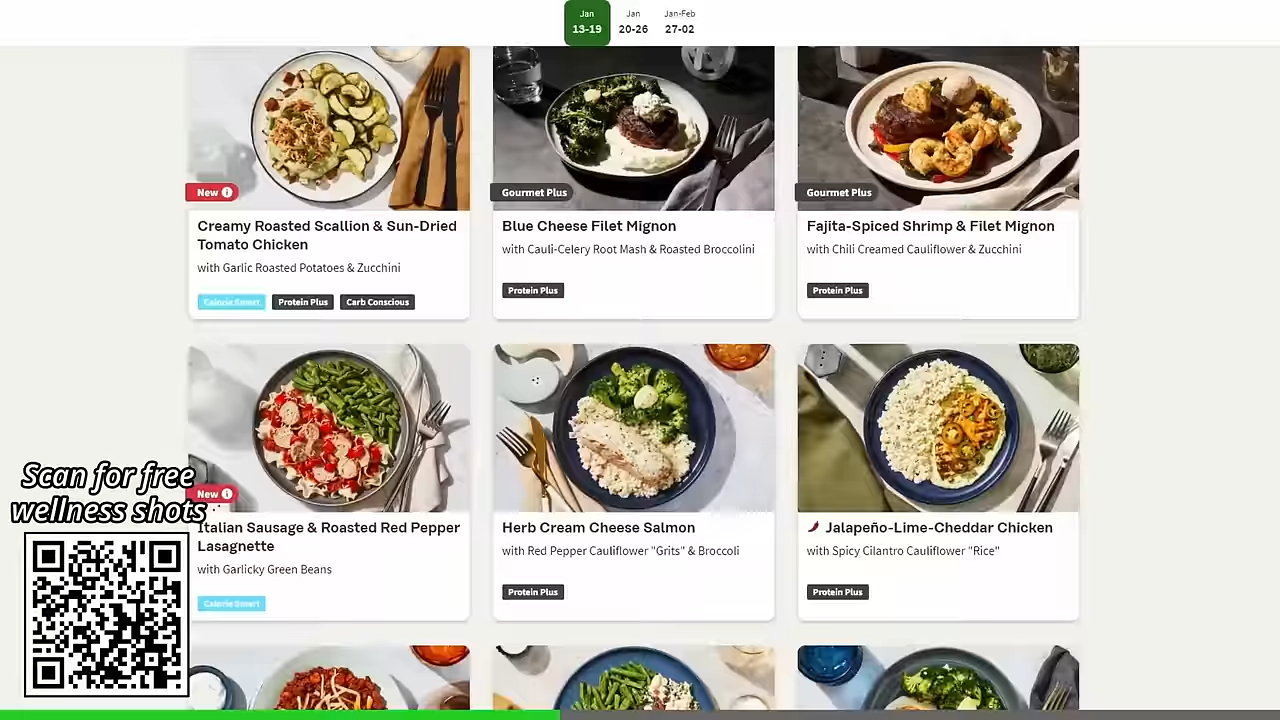 Jan
13-19
Jan
20-26
Jan-Feb
27-02
New
Creamy Roasted Scallion & Sun-Dried
Tomato Chicken
with Garlic Roasted Potatoes & Zucchini
Calorie Smart
Protein Plus
Carb Conscious
Gourmet Plus
Blue Cheese Filet Mignon
with Cauli-Celery Root Mash & Roasted Broccolini
Protein Plus
Gourmet Plus
Fajita-Spiced Shrimp & Filet Mignon
with Chili Creamed Cauliflower & Zucchini
Protein Plus
New
Italian Sausage & Roasted Red Pepper
Lasagnette
with Garlicky Green Beans
Calorie Smart
Herb Cream Cheese Salmon
with Red Pepper Cauliflower "Grits" & Broccoli
Protein Plus
Jalapeño-Lime-Cheddar Chicken
with Spicy Cilantro Cauliflower "Rice"
Protein Plus
Scan for free
wellness shots